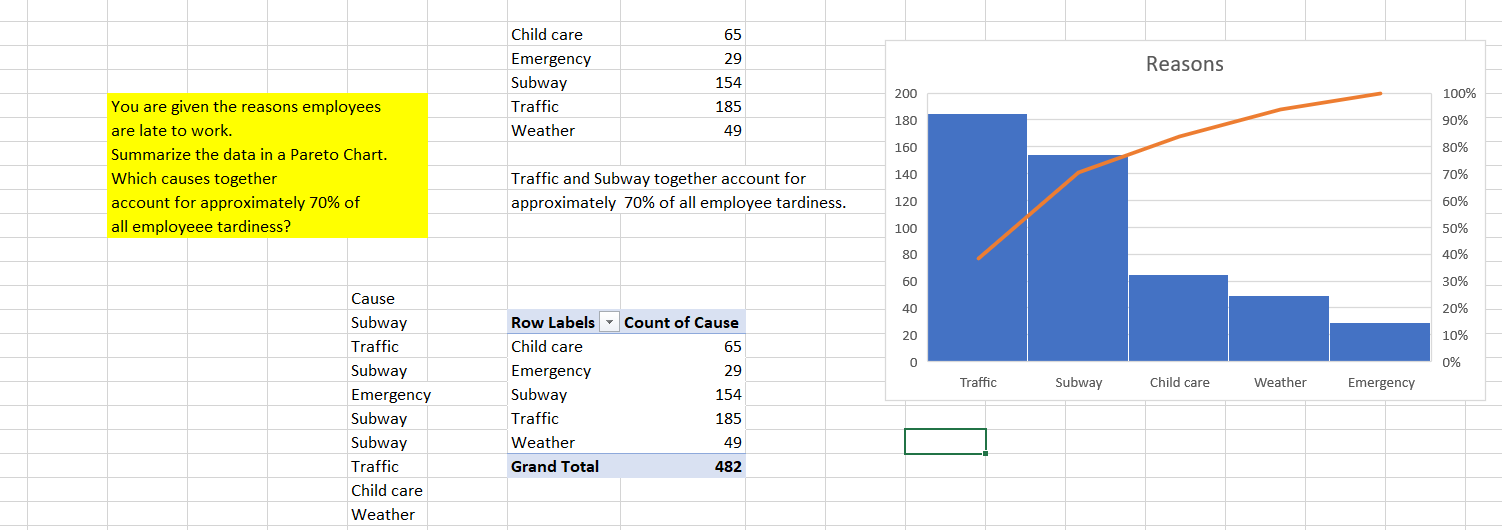 Child care 65
Emergency 29
Subway 154
Traffic 185
Weather 49
You are given the reasons employees
are late to work.
Summarize the data in a Pareto Chart.
Which causes together
account for approximately 70% of
all employeee tardiness?
Traffic and Subway together account for
approximately  70% of all employee tardiness.
Cause
Subway
Traffic
Subway
Emergency
Subway
Subway
Traffic
Child care
Weather
Row Labels Count of Cause
Child care 65
Emergency 29
Subway 154
Traffic 185
Weather 49
Grand Total 482
Reasons
200 100%
180 90%
160 80%
140 70%
120 60%
100 50%
80 40%
60 30%
40 20%
20 10%
0 0%
Traffic Subway Child care Weather Emergency